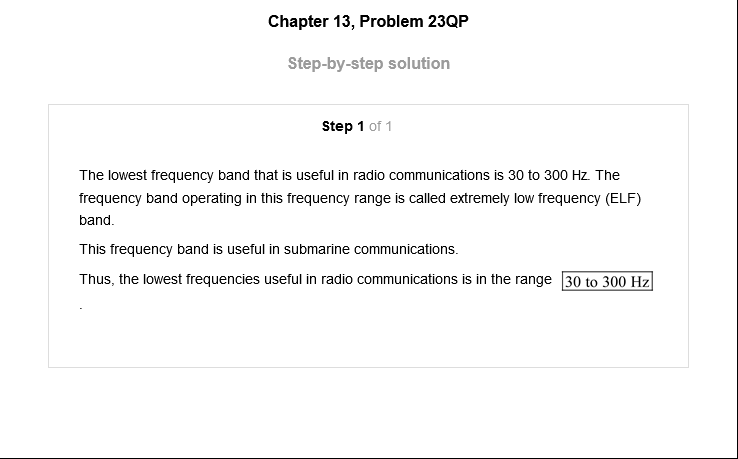 Chapter 13, Problem 23QP
Step-by-step solution
Step 1 of 1
The lowest frequency band that is useful in radio communications is 30 to 300 Hz. The
frequency band operating in this frequency range is called extremely low frequency (ELF)
band.
This frequency band is useful in submarine communications.
Thus, the lowest frequencies useful in radio communications is in the range 30 to 300 Hz
.